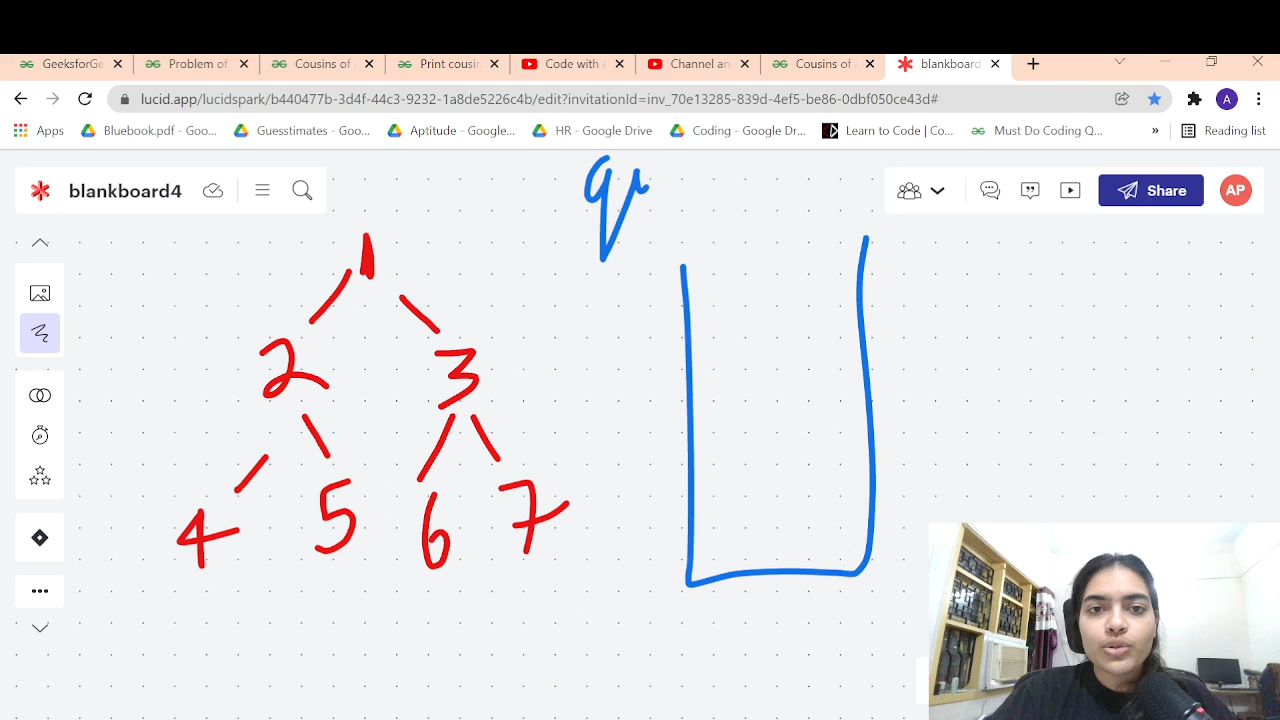 GeeksforGe
Problem of
Cousins of
Print cousin
Code with
Channel an
Cousins of
blankboard
lucid.app/lucidspark/b440477b-3d4f-44c3-9232-1a8de5226c4b/edit?invitationId=inv_70e13285-839d-4ef5-be86-0dbf050ce43d#
A
Apps
Bluebook.pdf - Goo...
Guesstimates - Goo...
Aptitude - Google...
HR - Google Drive
Coding - Google Dr...
Learn to Code | Co...
Must Do Coding Q...
»
Reading list
blankboard4
Share
AP
qu
1
2 3
4 5 6 7